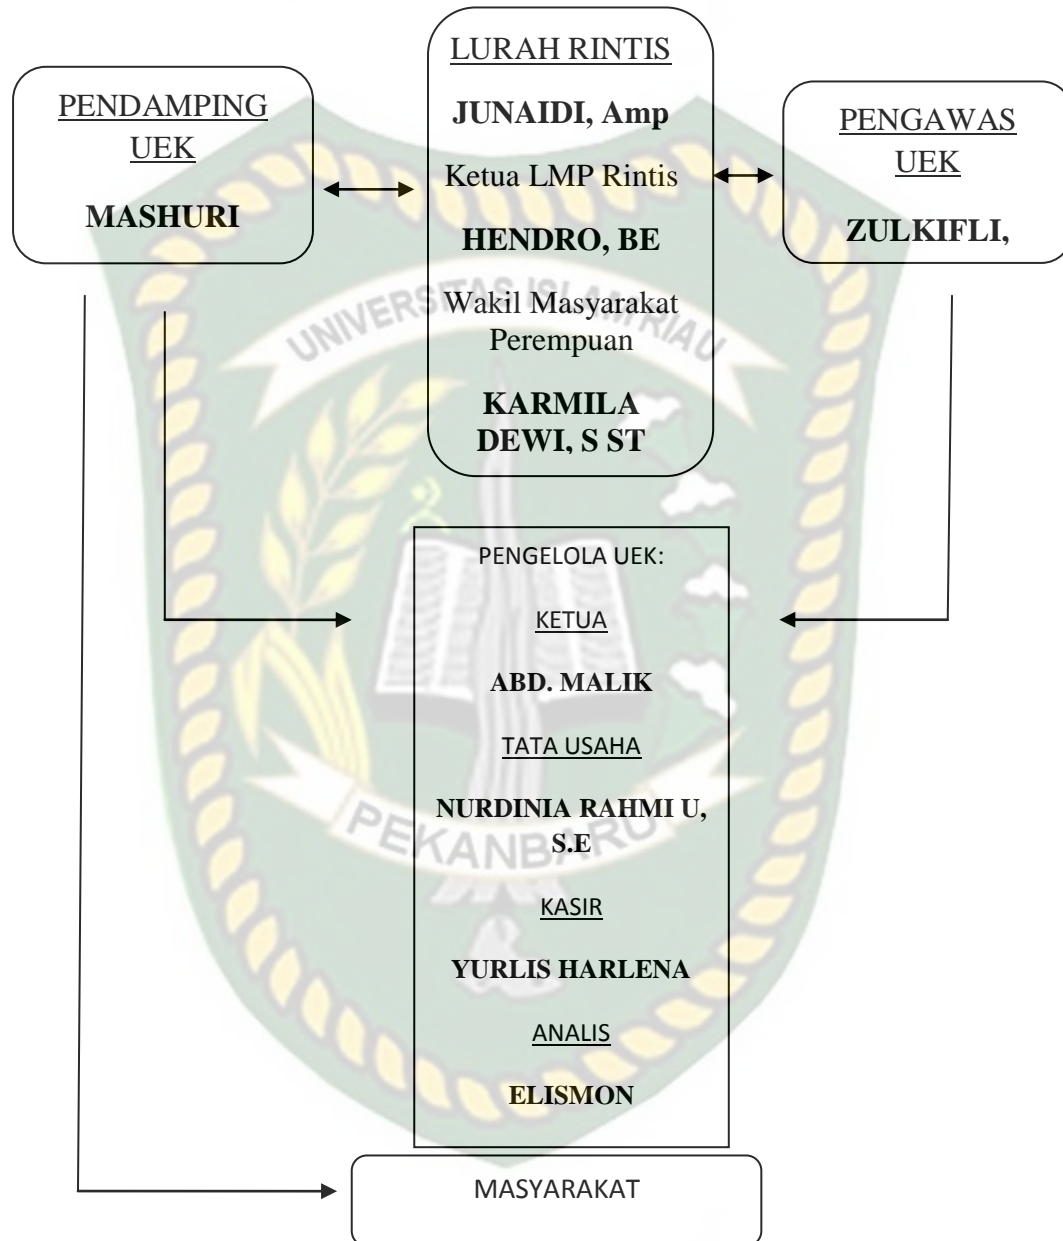 LURAH RINTIS
JUNAIDI, Amp
Ketua LMP Rintis
HENDRO, BE
Wakil Masyarakat
Perempuan
KARMILA
DEWI, S ST
PENDAMPING
UEK
MASHURI
PENGAWAS
UEK
ZULKIFLI,
UNIVERSITAS ISLAM RIAU
PENGELOLA UEK:
KETUA
ABD. MALIK
TATA USAHA
NURDINIA RAHMI U,
S.E
KASIR
YURLIS HARLENA
ANALIS
ELISMON
PEKANBARU
MASYARAKAT